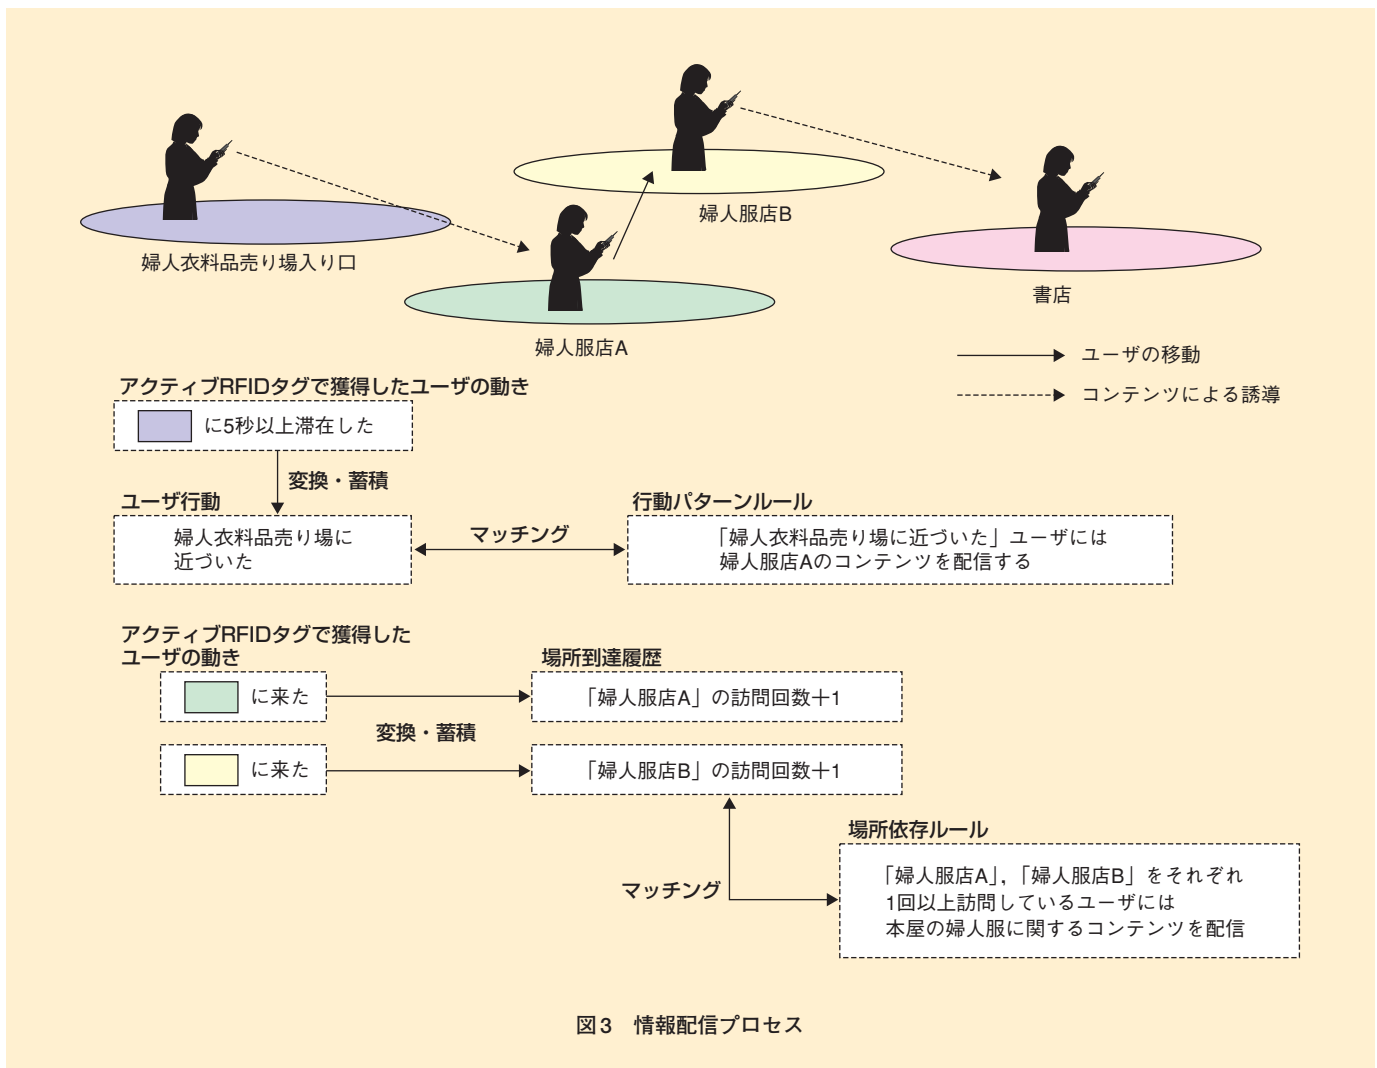 婦人服店B
婦人衣料品売り場入り口
書店
婦人服店A
ユーザの移動
コンテンツによる誘導
アクティブRFIDタグで獲得したユーザの動き
に5秒以上滞在した
変換・蓄積
ユーザ行動
行動パターンルール
婦人衣料品売り場に
近づいた
マッチング
「婦人衣料品売り場に近づいた」ユーザには
婦人服店Aのコンテンツを配信する
アクティブRFIDタグで獲得した
ユーザの動き
場所到達履歴
に来た
「婦人服店A」の訪問回数＋1
変換・蓄積
に来た
「婦人服店B」の訪問回数＋1
場所依存ルール
マッチング
「婦人服店A」，「婦人服店B」をそれぞれ
1回以上訪問しているユーザには
本屋の婦人服に関するコンテンツを配信
図3　情報配信プロセス